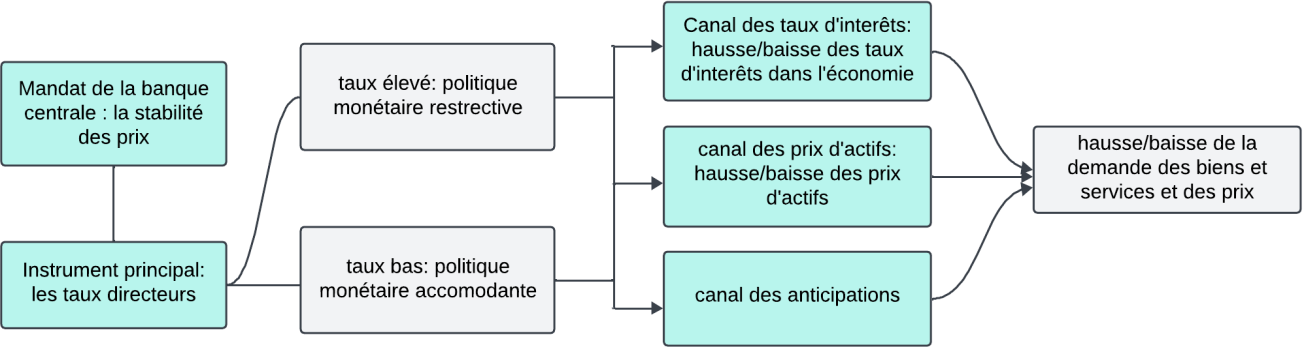 Mandat de la banque
centrale : la stabilité
des prix
Instrument principal:
les taux directeurs
taux élevé: politique
monétaire restrective
taux bas: politique
monétaire accomodante
Canal des taux d'interêts:
hausse/baisse des taux
d'interêts dans l'économie
canal des prix d'actifs:
hausse/baisse des prix
d'actifs
canal des anticipations
hausse/baisse de la
demande des biens et
services et des prix